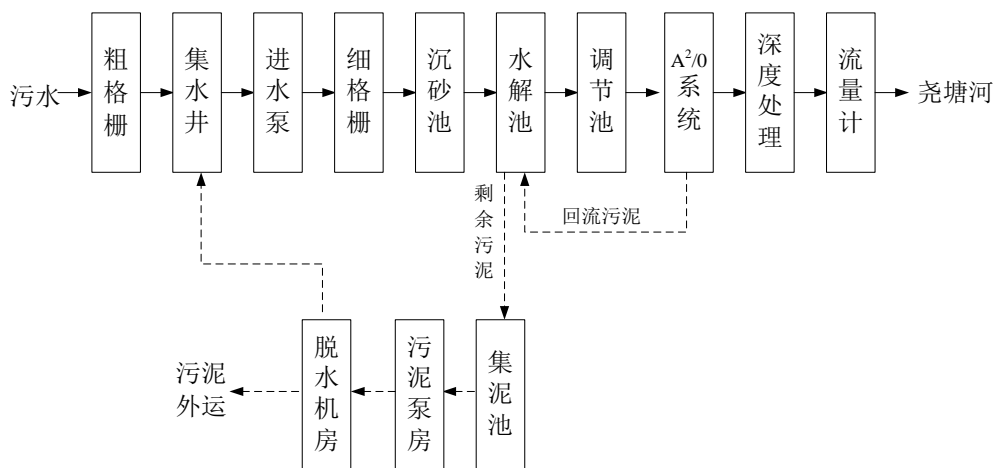 污水
粗格栅
集水井
进水泵
细格栅
沉砂池
水解池
调节池
A²/0
系统
深度处理
流量计
尧塘河
剩余污泥
回流污泥
污泥
外运
脱水机房
污泥泵房
集泥池